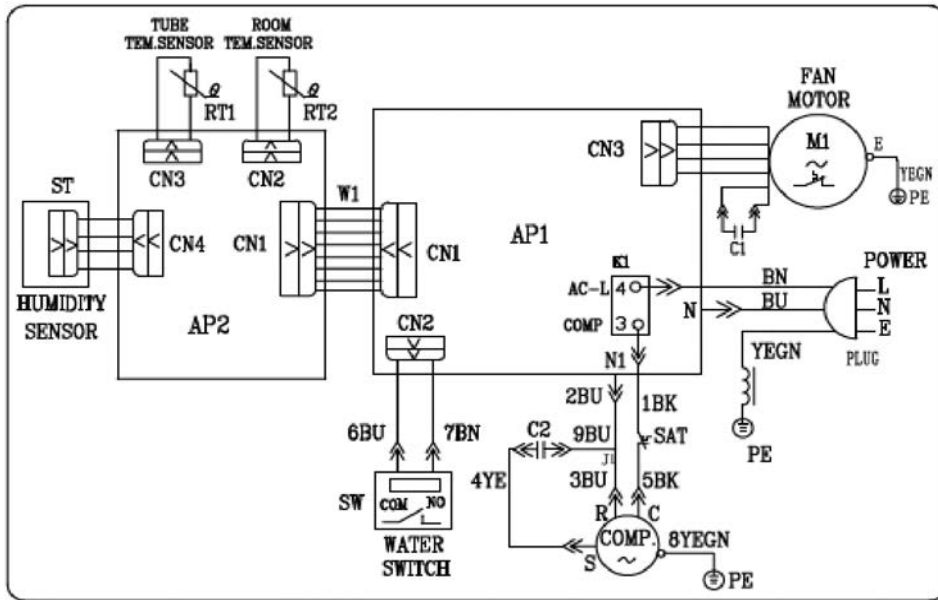 TUBE
TEM.SENSOR
ROOM
TEM.SENSOR
θ
RT1
θ
RT2
FAN
MOTOR
CN3
CN2
CN3
M1
E
YEGN
PE
ST
W1
C1
CN4
CN1
CN1
AP1
HUMIDITY
SENSOR
AP2
K1
AC-L
4
BN
POWER
L
COMP
3
N
BU
N
E
CN2
N1
YEGN
PLUG
2BU
1BK
6BU
7BN
C2
9BU
SAT
PE
J1
4YE
3BU
5BK
SW
COM
NO
R
C
WATER
SWITCH
COMP.
8YEGN
S
PE